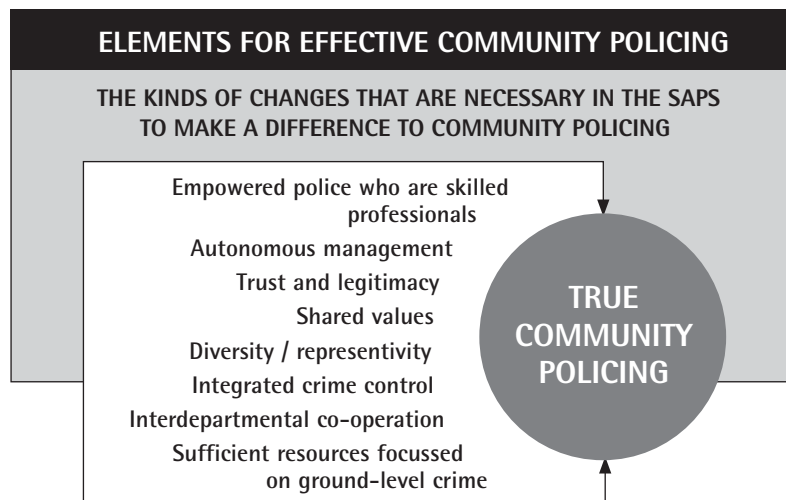 ELEMENTS FOR EFFECTIVE COMMUNITY POLICING
THE KINDS OF CHANGES THAT ARE NECESSARY IN THE SAPS
TO MAKE A DIFFERENCE TO COMMUNITY POLICING
Empowered police who are skilled
professionals
Autonomous management
Trust and legitimacy
Shared values
Diversity / representivity
Integrated crime control
Interdepartmental co-operation
Sufficient resources focussed
on ground-level crime
TRUE
COMMUNITY
POLICING